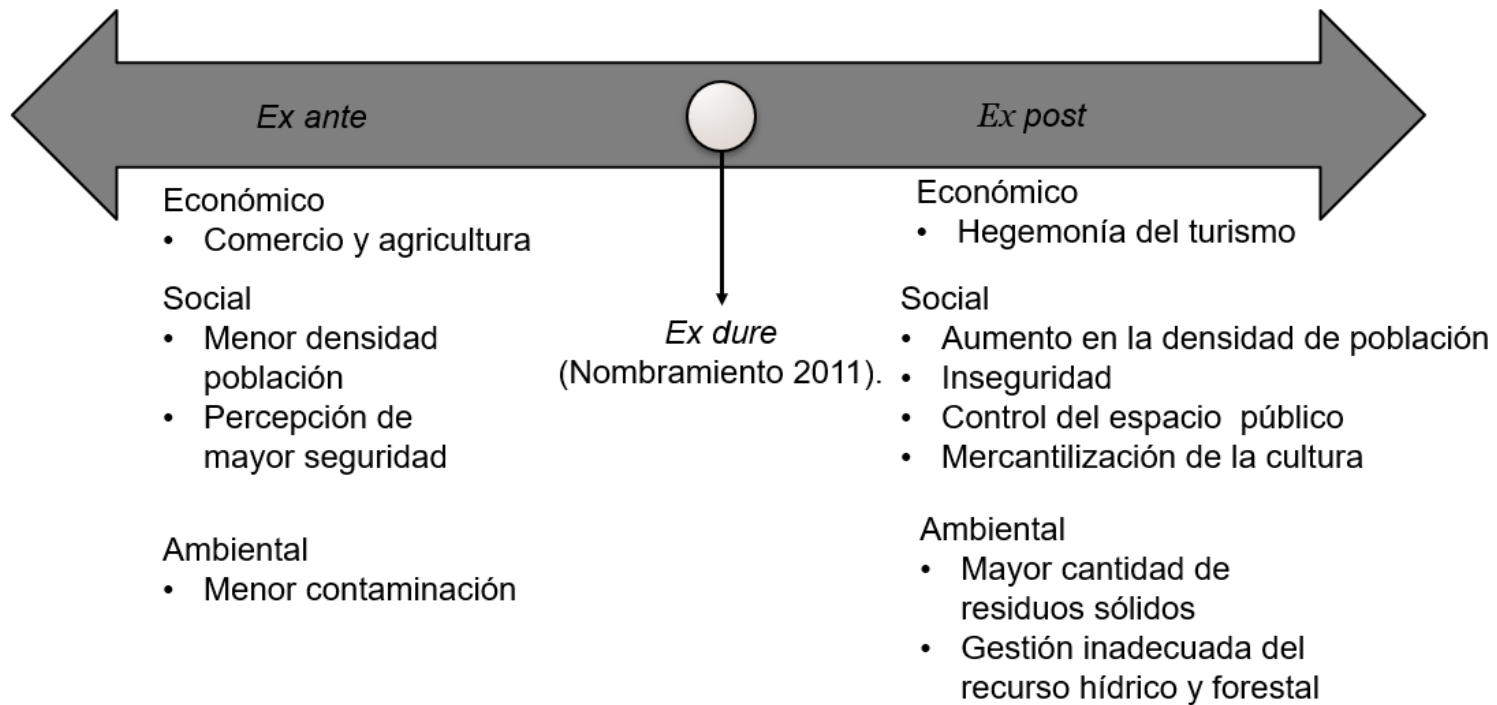 Ex ante
Ex post
Económico
• Comercio y agricultura
Social
• Menor densidad
población
• Percepción de
mayor seguridad
Ambiental
• Menor contaminación
Ex dure
(Nombramiento 2011).
Económico
• Hegemonía del turismo
Social
• Aumento en la densidad de población
• Inseguridad
• Control del espacio público
• Mercantilización de la cultura
Ambiental
• Mayor cantidad de
residuos sólidos
• Gestión inadecuada del
recurso hídrico y forestal